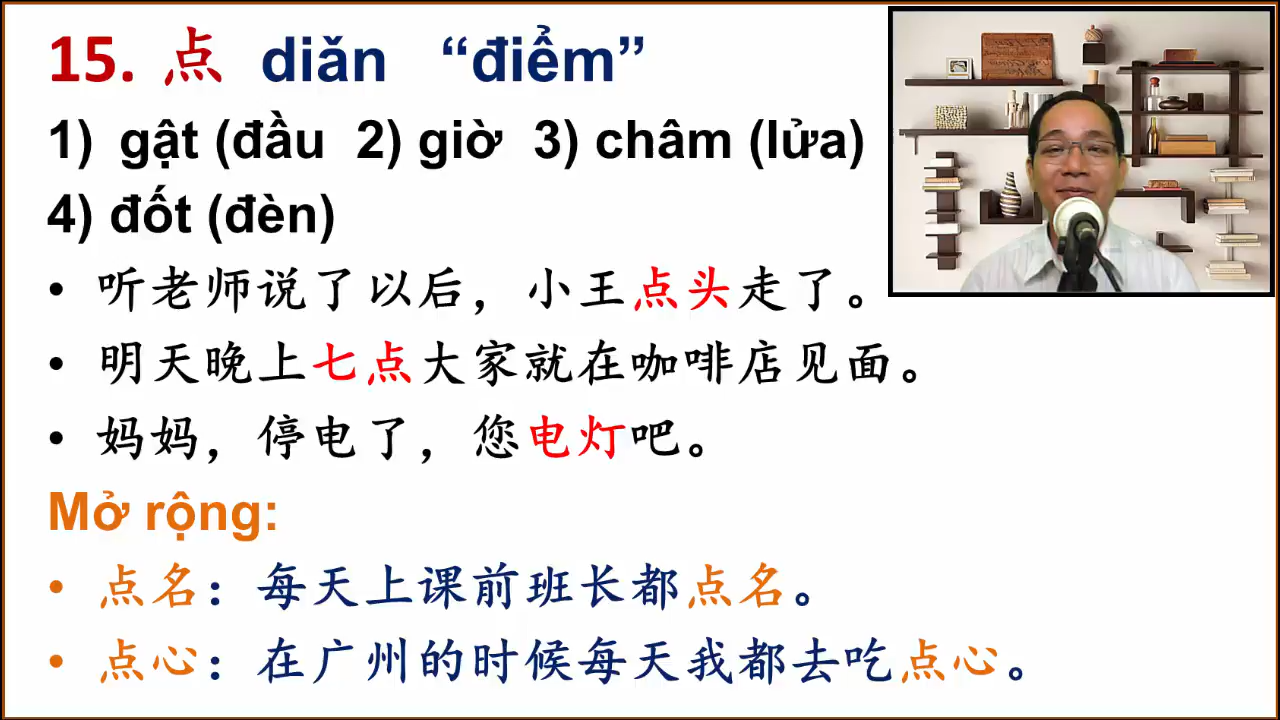 15. 点 diǎn “điểm”
1) gật (đầu 2) giờ 3) châm (lửa)
4) đốt (đèn)
• 听老师说了以后，小王点头走了。
• 明天晚上七点大家就在咖啡店见面。
• 妈妈，停电了，您电灯吧。
Mở rộng:
• 点名：每天上课前班长都点名。
• 点心：在广州的时候每天我都去吃点心。